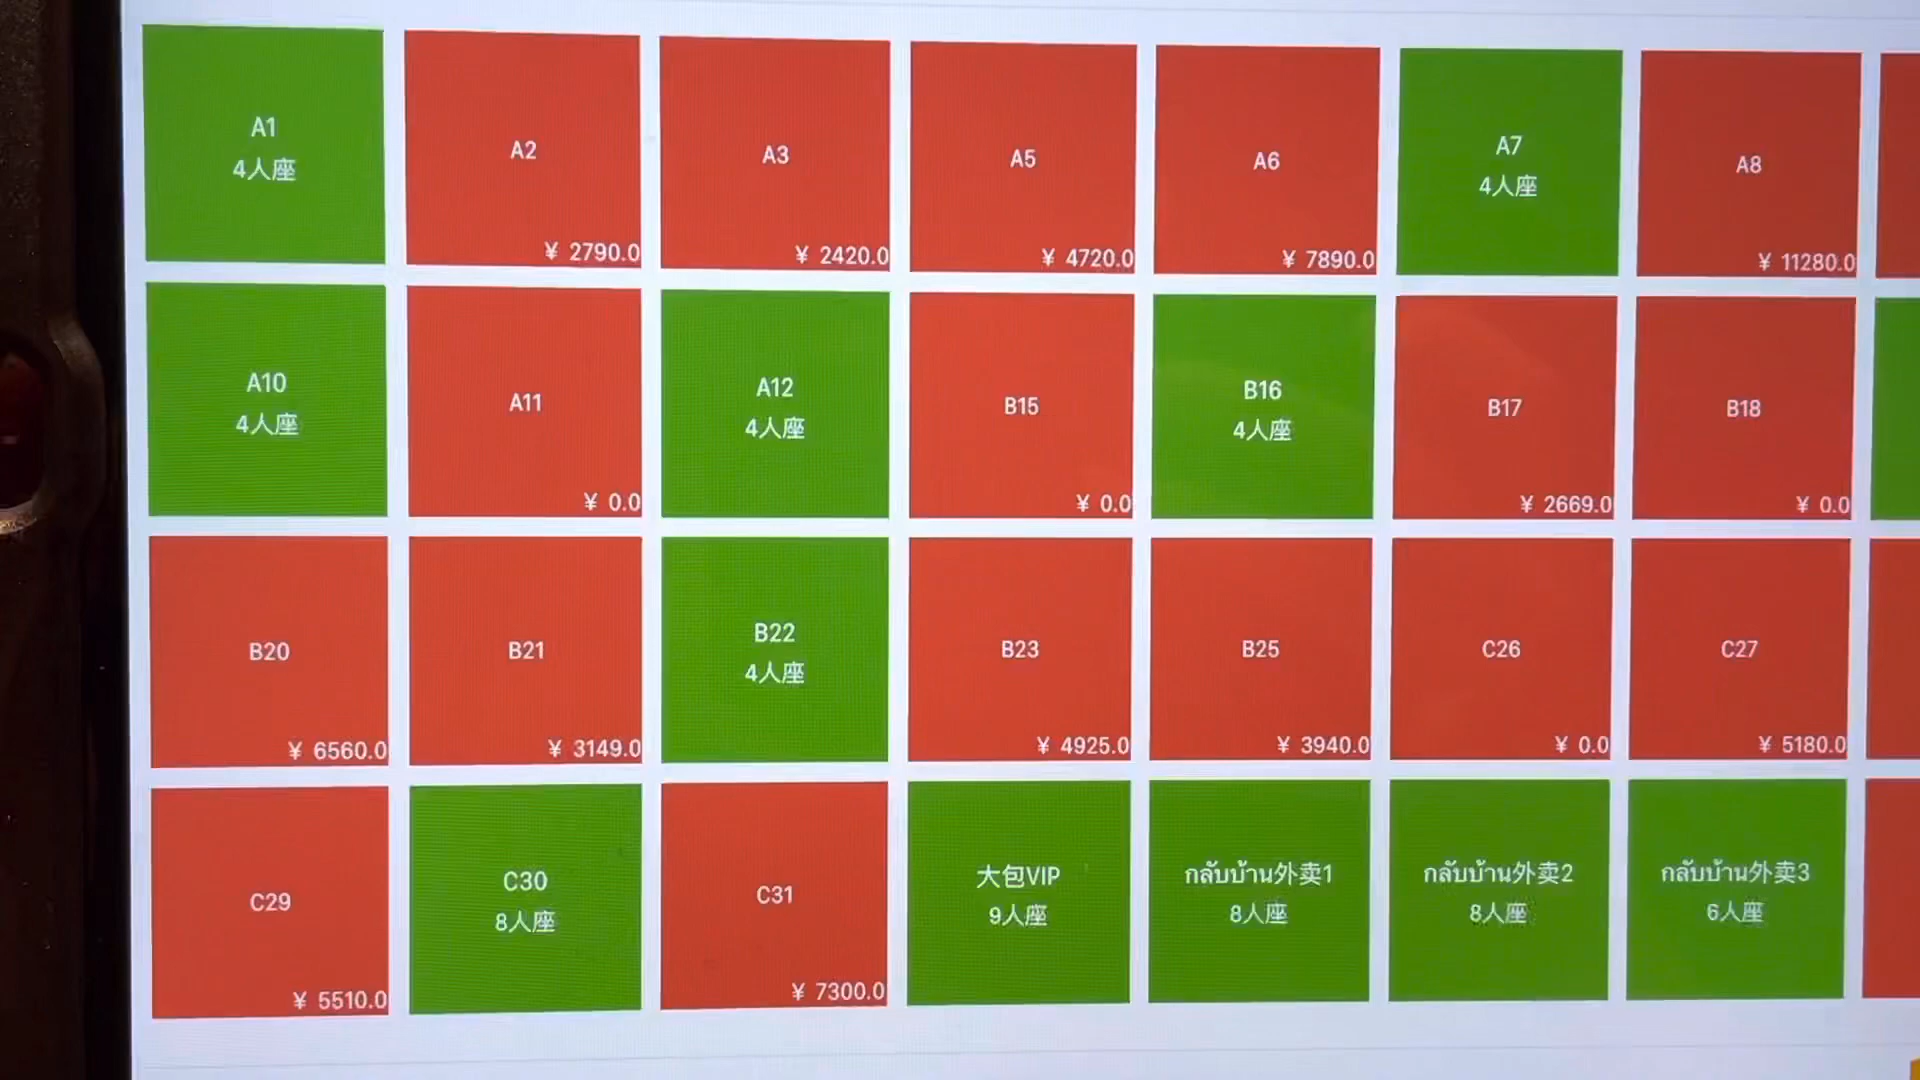 A1
4人座
A2
¥ 2790.0
A3
¥ 2420.0
A5
¥ 4720.0
A6
¥ 7890.0
A7
4人座
A8
¥ 11280.0
A10
4人座
A11
¥ 0.0
A12
4人座
B15
¥ 0.0
B16
4人座
B17
¥ 2669.0
B18
¥ 0.0
B20
¥ 6560.0
B21
¥ 3149.0
B22
4人座
B23
¥ 4925.0
B25
¥ 3940.0
C26
¥ 0.0
C27
¥ 5180.0
C29
¥ 5510.0
C30
8人座
C31
¥ 7300.0
大包VIP
9人座
กลับบ้าน外卖1
8人座
กลับบ้าน外卖2
8人座
กลับบ้าน外卖3
6人座